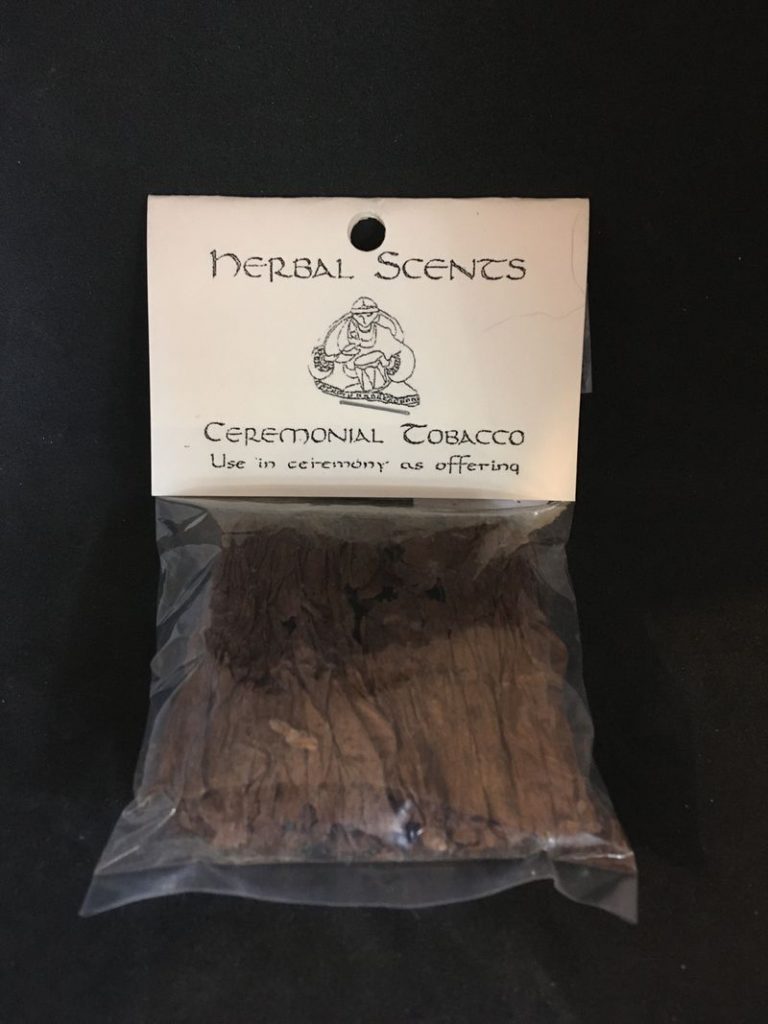 Herbal Scents
Ceremonial Tobacco
Use in ceremony as offering